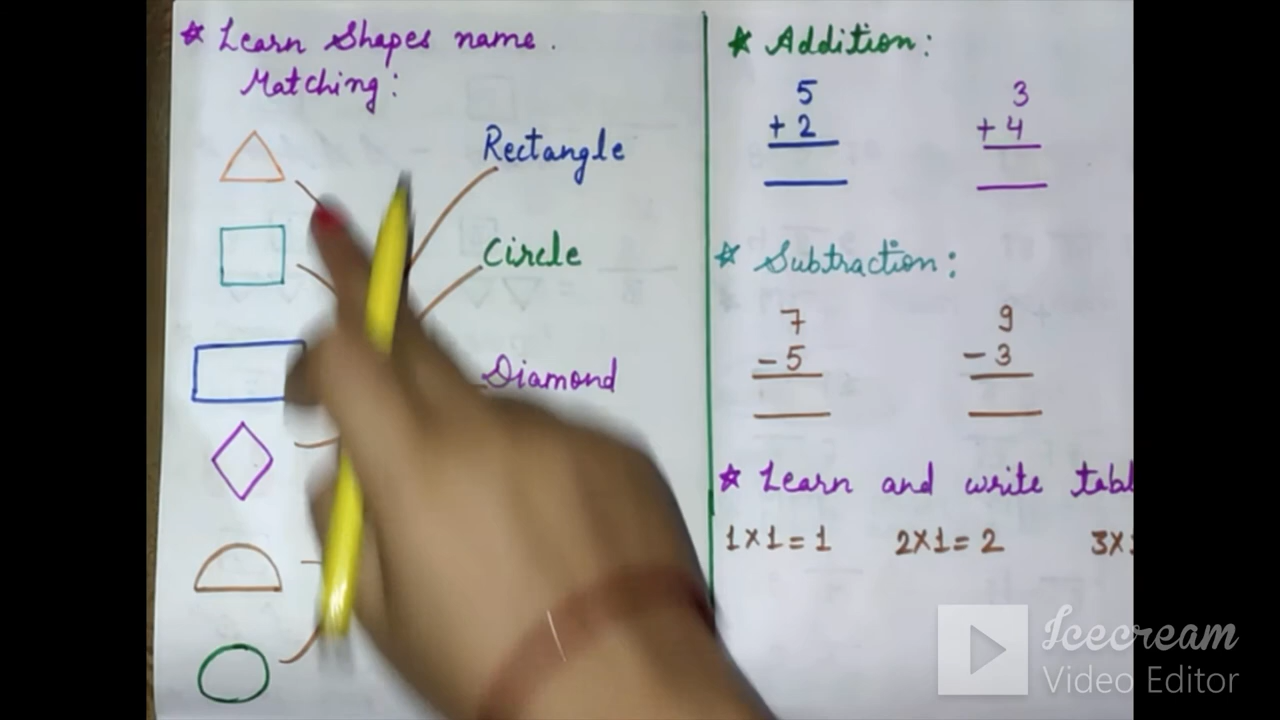 * Learn Shapes name.
Matching:
Rectangle
Circle
Diamond
* Addition:
5
+ 2
3
+ 4
* Subtraction:
7
- 5
9
- 3
* Learn and write
1×1=1 2×1=2 3×
Icecream
Video Editor